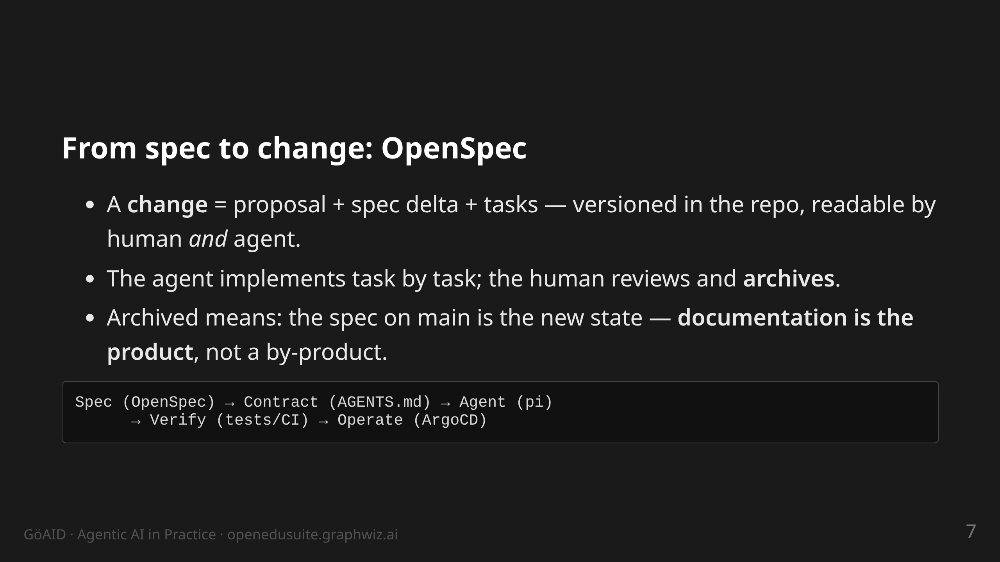 From spec to change: OpenSpec
• A change = proposal + spec delta + tasks — versioned in the repo, readable by
human and agent.
• The agent implements task by task; the human reviews and archives.
• Archived means: the spec on main is the new state — documentation is the
product, not a by-product.
Spec (OpenSpec) → Contract (AGENTS.md) → Agent (pi)
→ Verify (tests/CI) → Operate (ArgoCD)
GöAID · Agentic AI in Practice · openedusuite.graphwiz.ai
7